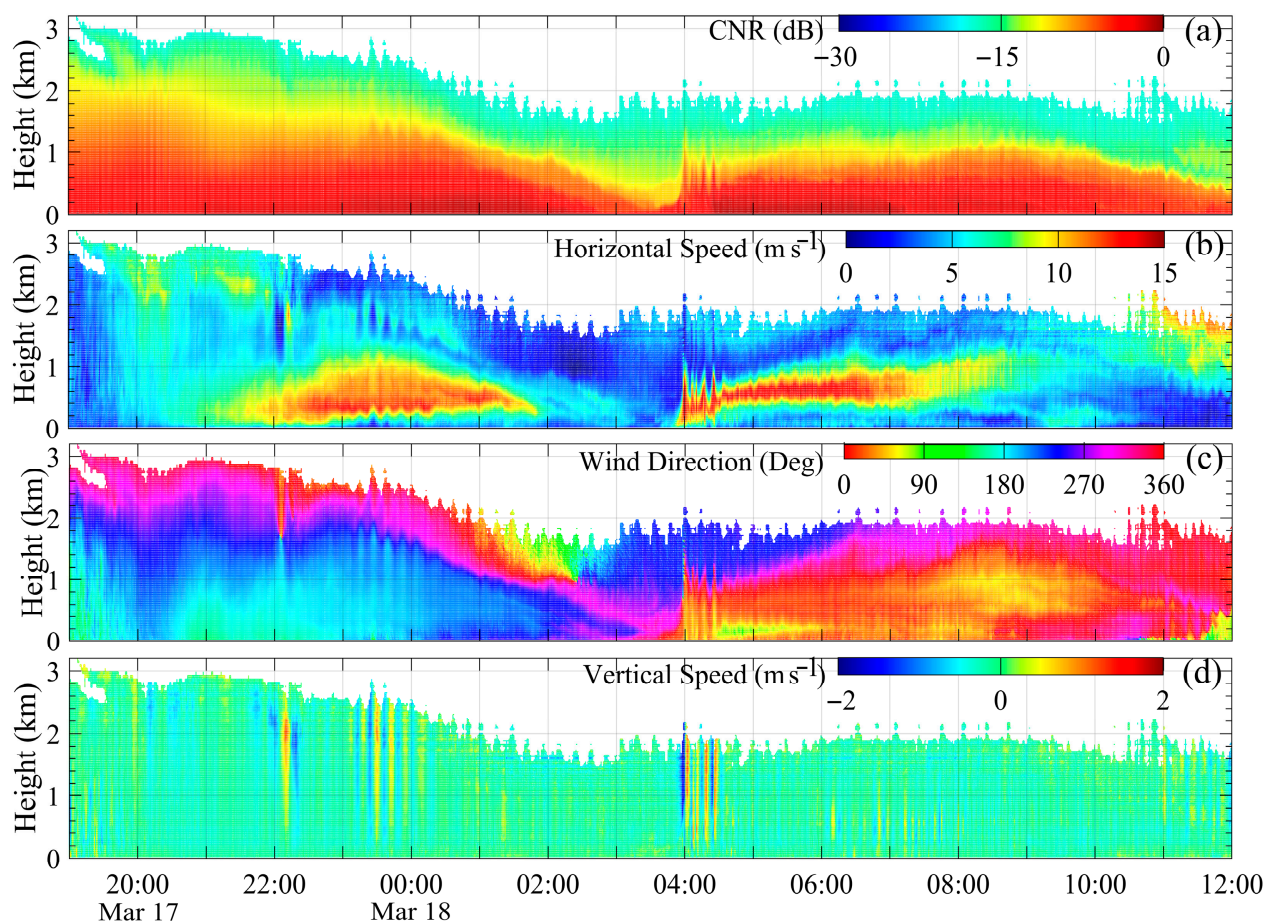 CNR (dB)
(a)
−30
−15
0
Height (km)
3
2
1
0
Horizontal Speed (m s⁻¹)
(b)
0
5
10
15
Height (km)
3
2
1
0
Wind Direction (Deg)
(c)
0
90
180
270
360
Height (km)
3
2
1
0
Vertical Speed (m s⁻¹)
(d)
−2
0
2
Height (km)
3
2
1
0
20:00 22:00 00:00 02:00 04:00 06:00 08:00 10:00 12:00
Mar 17 Mar 18